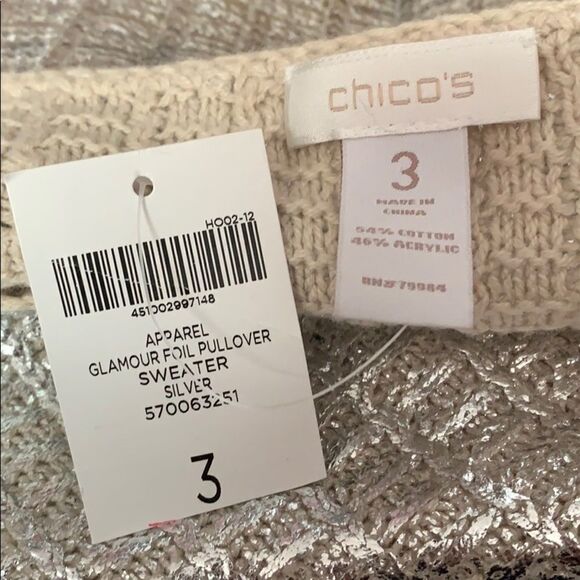 chico's
3
MADE IN
CHINA
54% COTTON
46% ACRYLIC
RN# 79984
HO02-12
451002997148
APPAREL
GLAMOUR FOIL PULLOVER
SWEATER
SILVER
570063251
3